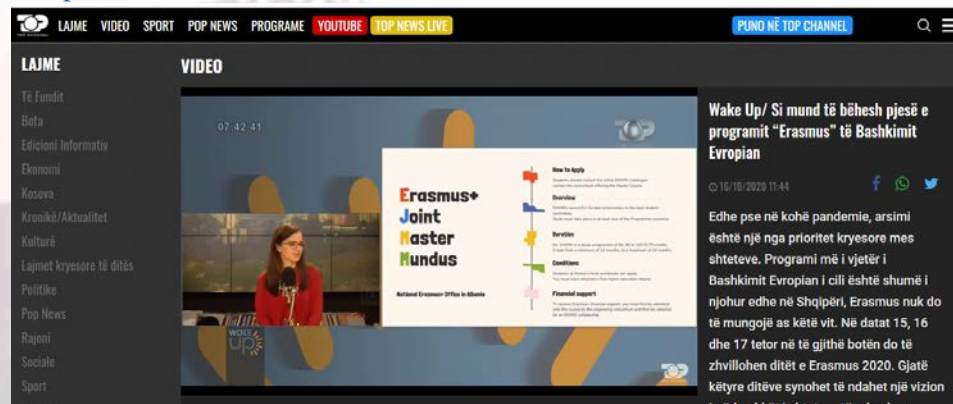 TOP
LAJME VIDEO SPORT POP NEWS PROGRAME YOUTUBE TOP NEWS LIVE PUNO NË TOP CHANNEL
LAJME
Të Fundit
Bota
Edicioni Informativ
Ekonomi
Kosova
Kronikë/Aktualitet
Kulturë
Lajmet kryesore të ditës
Politike
Pop News
Rajoni
Sociale
Sport
VIDEO
07:42:41
TOP
Erasmus+
Joint
Master
Mundus
National Erasmus+ Office in Albania
How to Apply
Overview
Duration
Conditions
Financial support
WAKE
UP
TOP
Wake Up/ Si mund të bëhesh pjesë e
programit “Erasmus” të Bashkimit
Evropian
16/10/2020 11:44
Edhe pse në kohë pandemie, arsimi
është një nga prioritet kryesore mes
shteteve. Programi më i vjetër i
Bashkimit Evropian i cili është shumë i
njohur edhe në Shqipëri, Erasmus nuk do
të mungojë as këtë vit. Në datat 15, 16
dhe 17 tetor në të gjithë botën do të
zhvillohen ditët e Erasmus 2020. Gjatë
këtyre ditëve synohet të ndahet një vizion